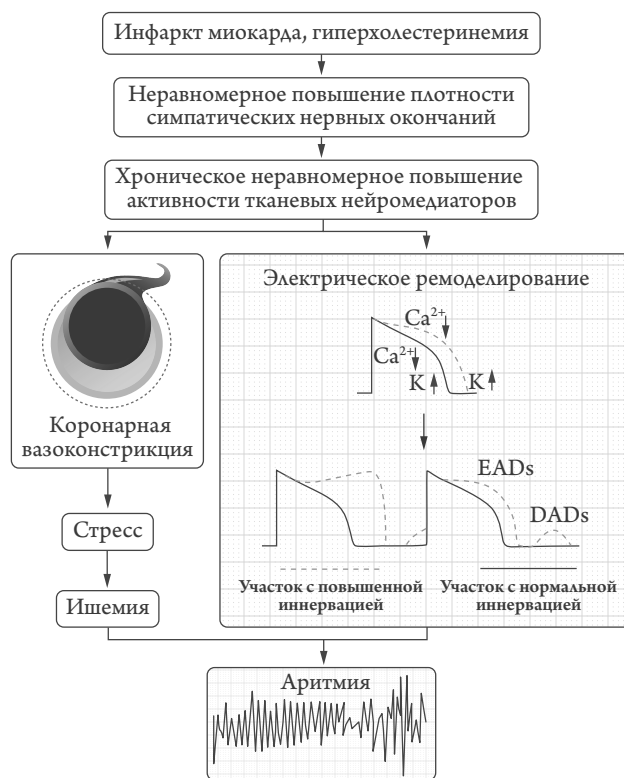 Инфаркт миокарда, гиперхолестеринемия
Неравномерное повышение плотности
симпатических нервных окончаний
Хроническое неравномерное повышение
активности тканевых нейромедиаторов
Коронарная
вазоконстрикция
Стресс
Ишемия
Электрическое ремоделирование
Ca²⁺
Ca²⁺
K
K
EADs
DADs
Участок с повышенной
иннервацией
Участок с нормальной
иннервацией
Аритмия